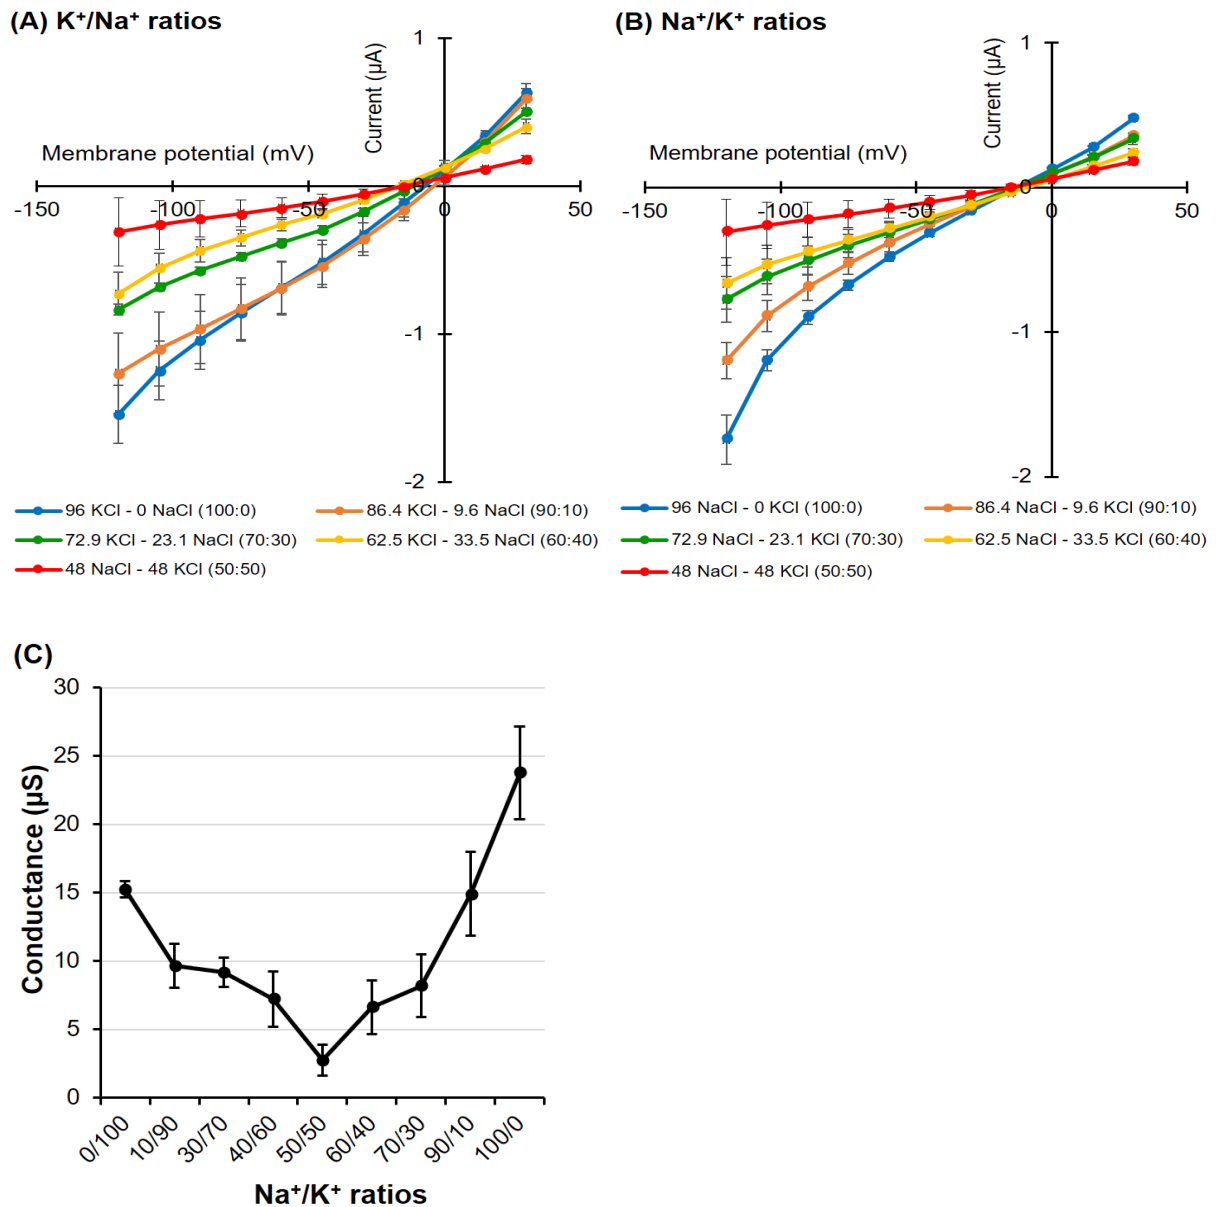 (A) K⁺/Na⁺ ratios
1
Current (µA)
Membrane potential (mV)
-150
-100
-50
0
0
50
-1
-2
96 KCl - 0 NaCl (100:0)
86.4 KCl - 9.6 NaCl (90:10)
72.9 KCl - 23.1 NaCl (70:30)
62.5 KCl - 33.5 NaCl (60:40)
48 NaCl - 48 KCl (50:50)
(B) Na⁺/K⁺ ratios
1
Current (µA)
Membrane potential (mV)
-150
-100
-50
0
0
50
-1
-2
96 NaCl - 0 KCl (100:0)
86.4 NaCl - 9.6 KCl (90:10)
72.9 NaCl - 23.1 KCl (70:30)
62.5 NaCl - 33.5 KCl (60:40)
48 NaCl - 48 KCl (50:50)
(C)
30
25
20
15
10
5
0
Conductance (µS)
0/100
10/90
30/70
40/60
50/50
60/40
70/30
90/10
100/0
Na⁺/K⁺ ratios